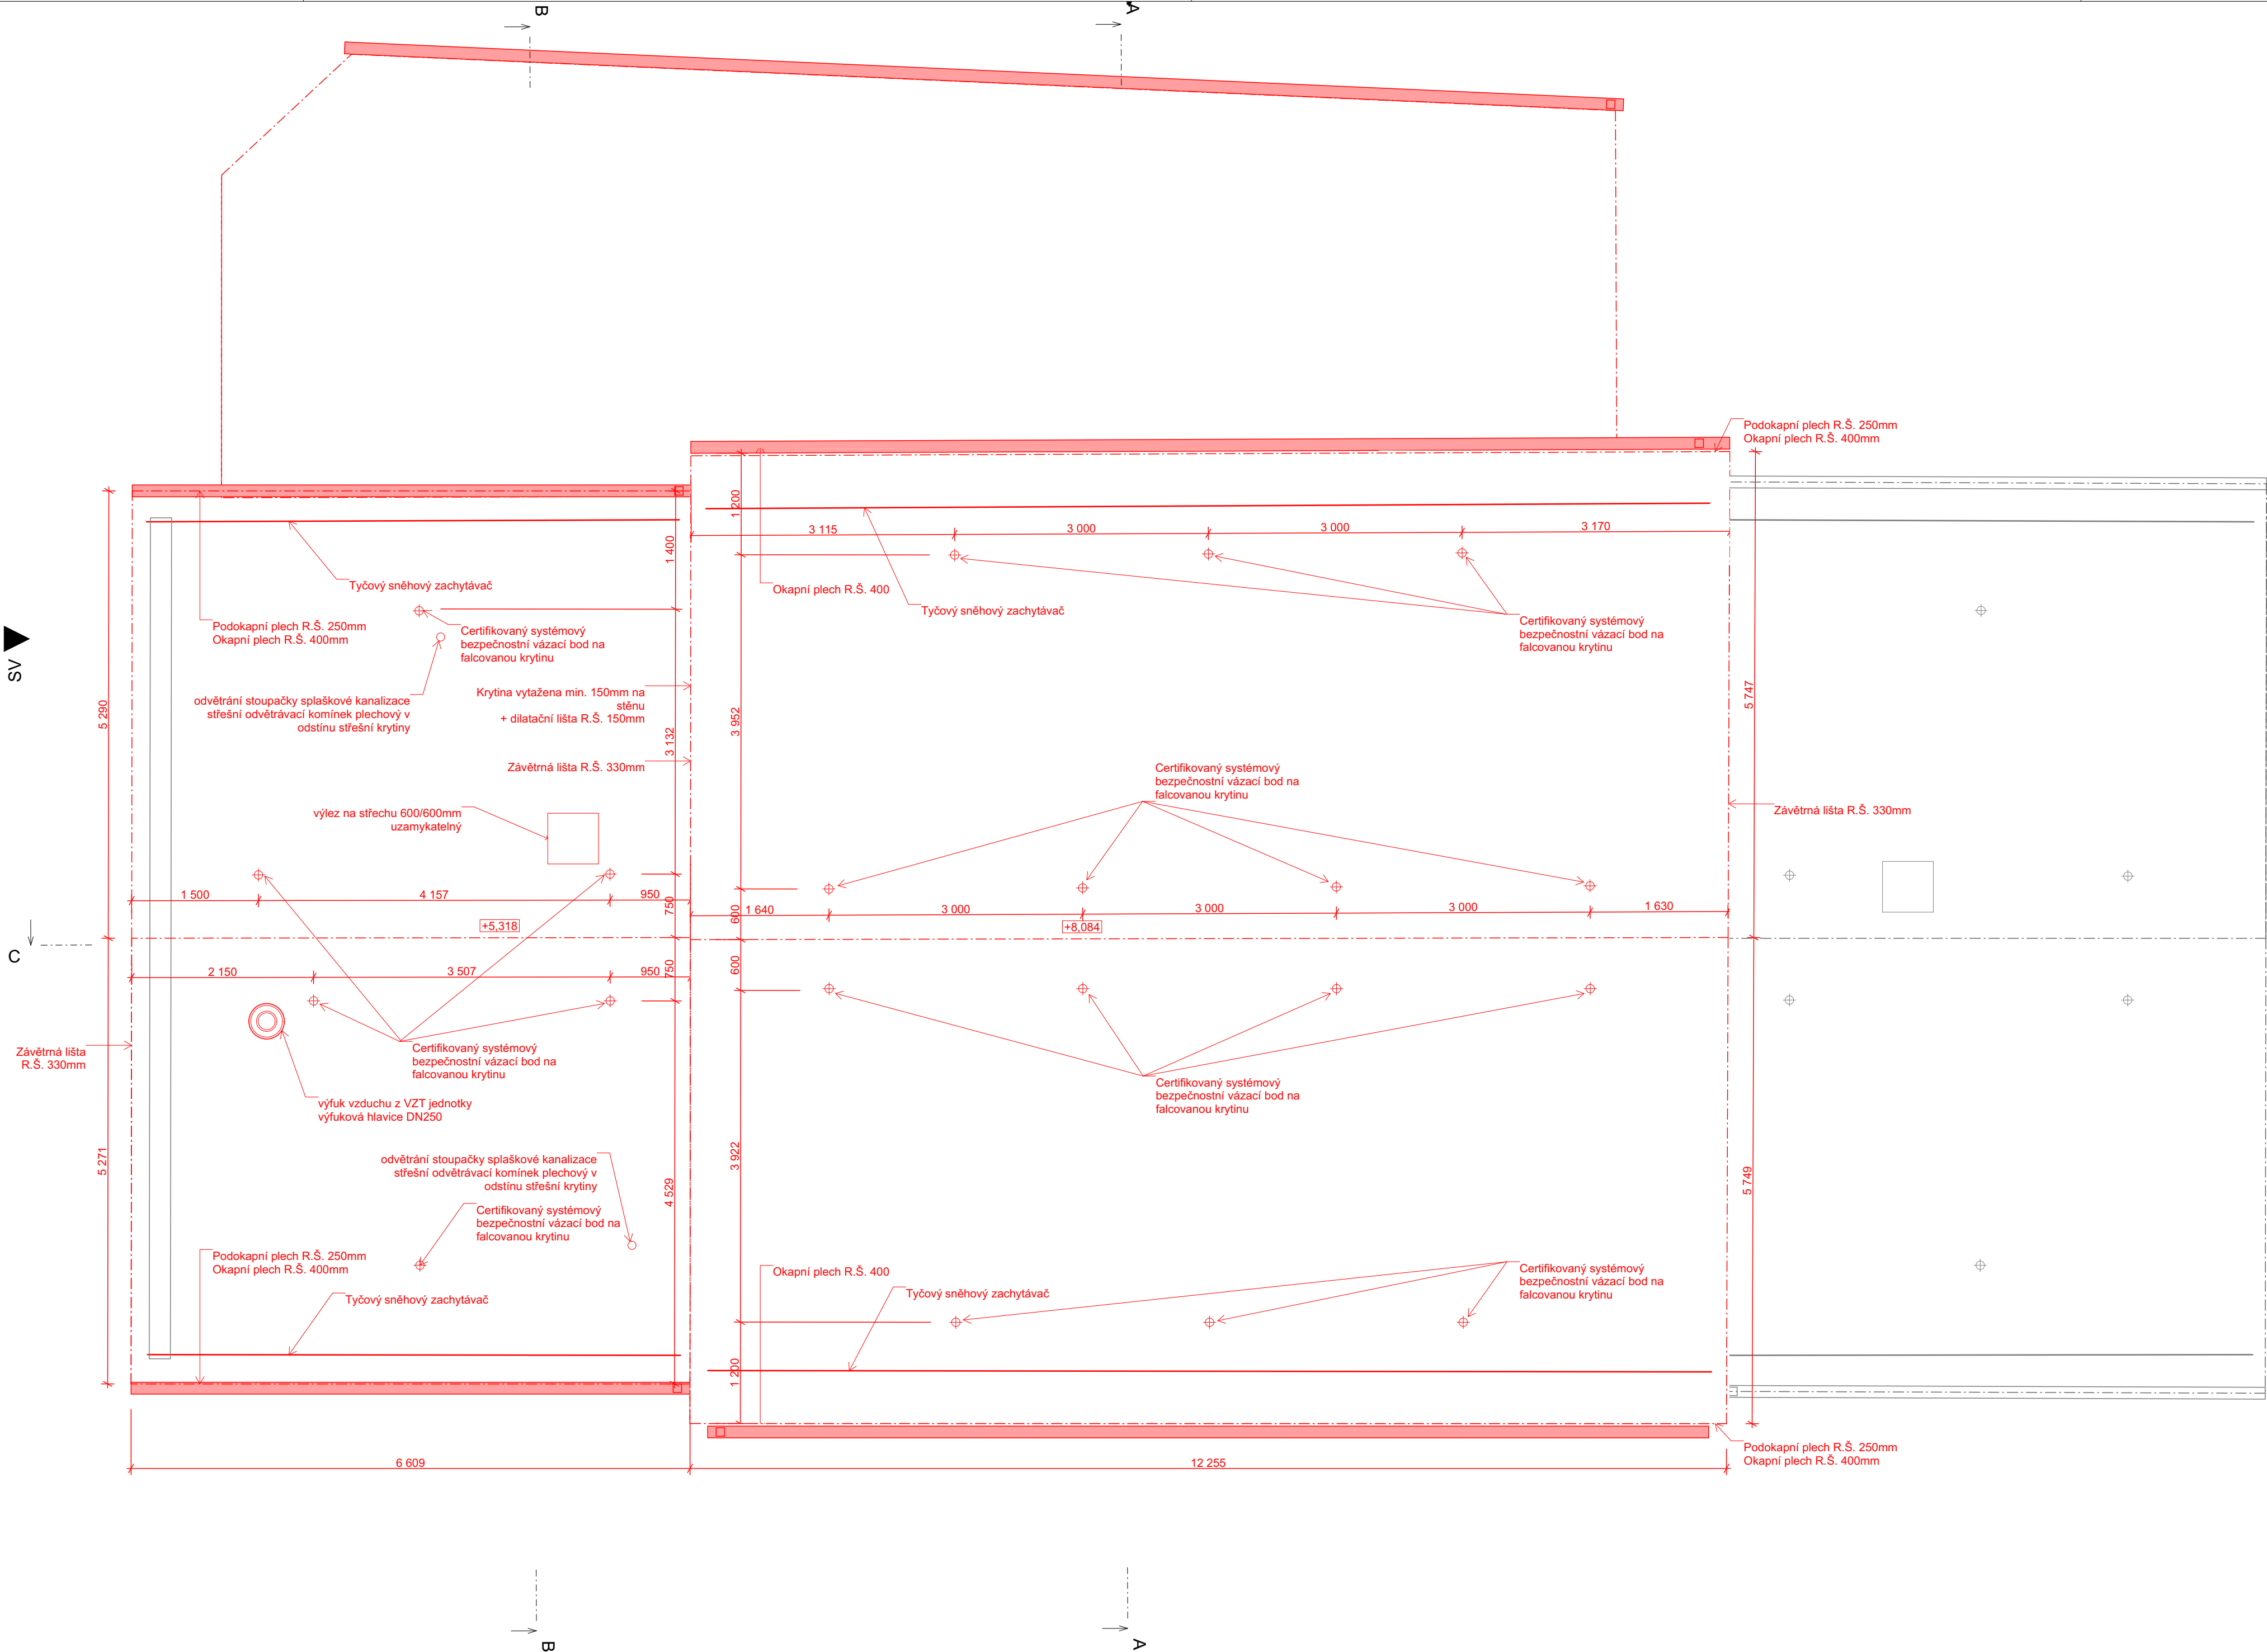 B
A
Podokapní plech R.Š. 250mm
Okapní plech R.Š. 400mm
1 200
3 115
3 000
3 000
3 170
1 400
Tyčový sněhový zachytávač
Okapní plech R.Š. 400
Tyčový sněhový zachytávač
Podokapní plech R.Š. 250mm
Okapní plech R.Š. 400mm
Certifikovaný systémový
bezpečnostní vázací bod na
falcovanou krytinu
Certifikovaný systémový
bezpečnostní vázací bod na
falcovanou krytinu
SV
odvětrání stoupačky splaškové kanalizace
střešní odvětrávací komínek plechový v
odstínu střešní krytiny
Krytina vytažena min. 150mm na
stěnu
+ dilatační lišta R.Š. 150mm
5 290
3 132
3 952
5 747
Závětrná lišta R.Š. 330mm
Certifikovaný systémový
bezpečnostní vázací bod na
falcovanou krytinu
výlez na střechu 600/600mm
uzamykatelný
Závětrná lišta R.Š. 330mm
1 500
4 157
950
750
600
1 640
3 000
3 000
3 000
1 630
+5,318
+8,084
C
2 150
3 507
950
750
600
Závětrná lišta
R.Š. 330mm
Certifikovaný systémový
bezpečnostní vázací bod na
falcovanou krytinu
výfuk vzduchu z VZT jednotky
výfuková hlavice DN250
Certifikovaný systémový
bezpečnostní vázací bod na
falcovanou krytinu
5 271
odvětrání stoupačky splaškové kanalizace
střešní odvětrávací komínek plechový v
odstínu střešní krytiny
4 529
3 922
5 749
Certifikovaný systémový
bezpečnostní vázací bod na
falcovanou krytinu
Podokapní plech R.Š. 250mm
Okapní plech R.Š. 400mm
Okapní plech R.Š. 400
Certifikovaný systémový
bezpečnostní vázací bod na
falcovanou krytinu
Tyčový sněhový zachytávač
Tyčový sněhový zachytávač
1 200
Podokapní plech R.Š. 250mm
Okapní plech R.Š. 400mm
6 609
12 255
B
A